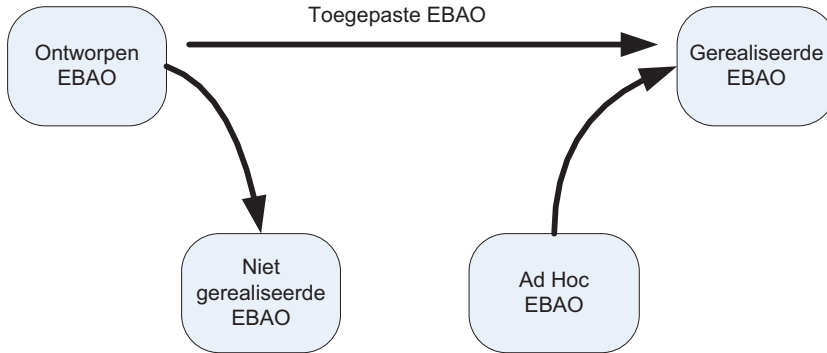 Toegepaste EBAO
Ontworpen
EBAO
Gerealiseerde
EBAO
Niet
gerealiseerde
EBAO
Ad Hoc
EBAO